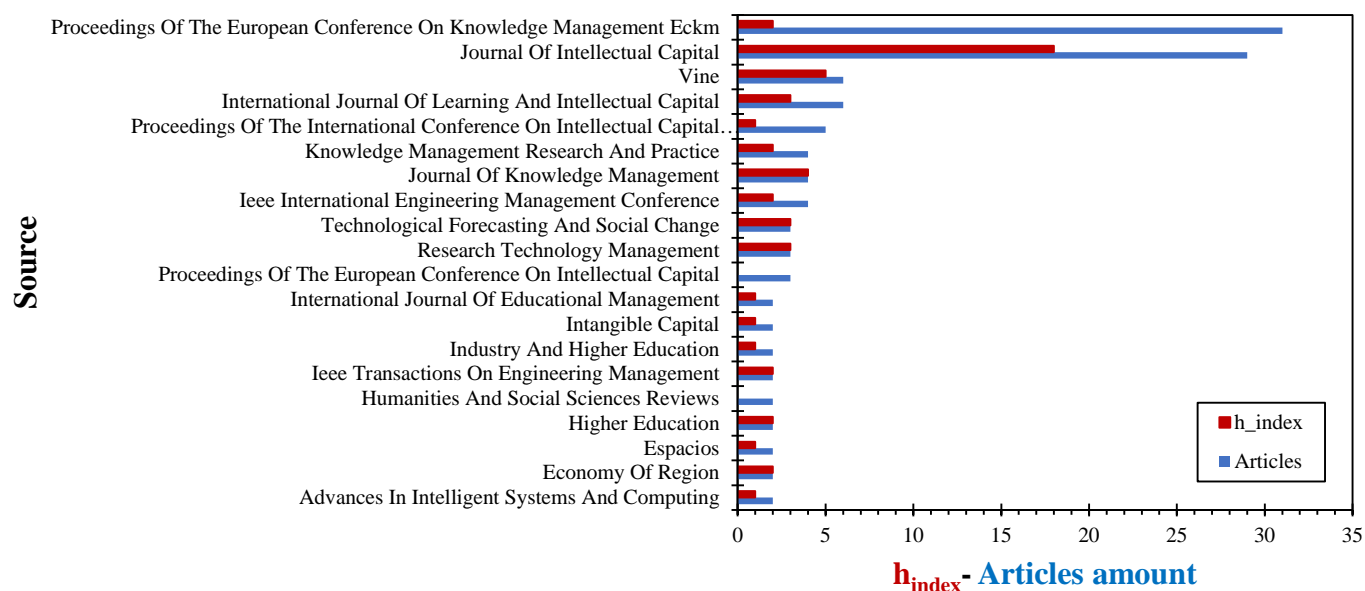 Proceedings Of The European Conference On Knowledge Management Eckm
Journal Of Intellectual Capital
Vine
International Journal Of Learning And Intellectual Capital
Proceedings Of The International Conference On Intellectual Capital…
Knowledge Management Research And Practice
Journal Of Knowledge Management
Ieee International Engineering Management Conference
Technological Forecasting And Social Change
Research Technology Management
Proceedings Of The European Conference On Intellectual Capital
International Journal Of Educational Management
Intangible Capital
Industry And Higher Education
Ieee Transactions On Engineering Management
Humanities And Social Sciences Reviews
Higher Education
Espacios
Economy Of Region
Advances In Intelligent Systems And Computing
Source
h_index
Articles
0 5 10 15 20 25 30 35
h_index- Articles amount